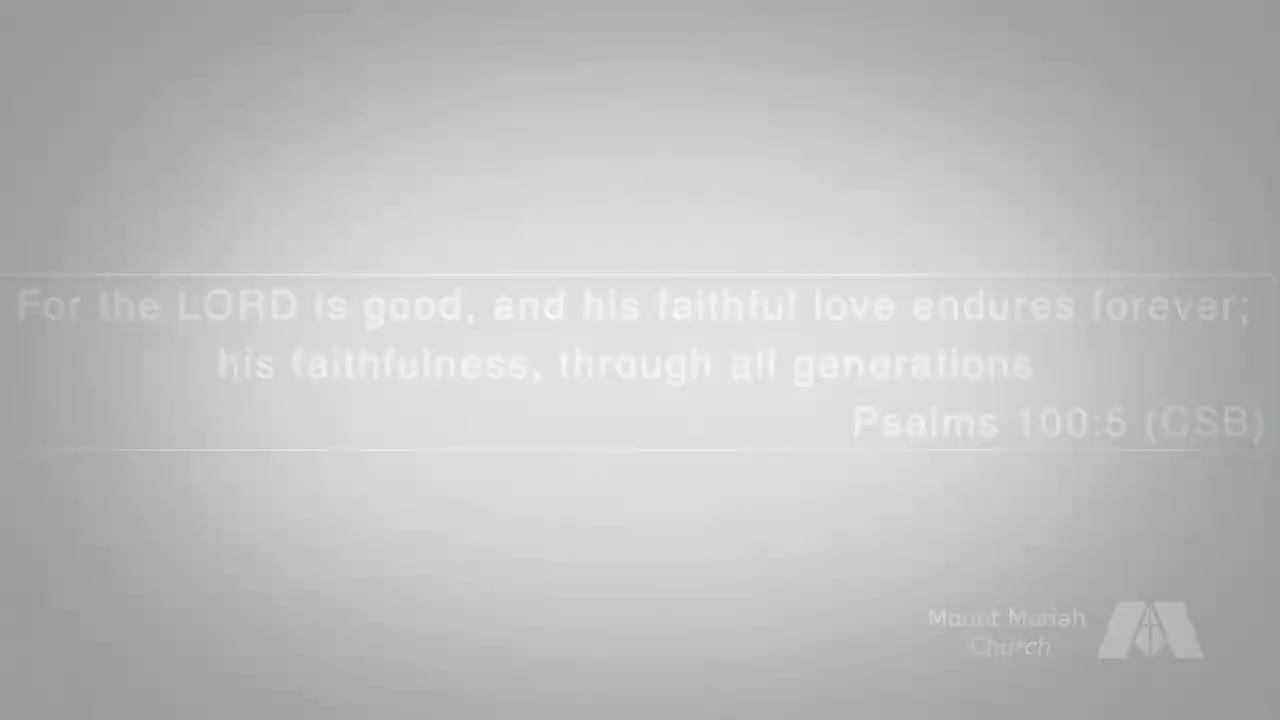 For the LORD is good, and his faithful love endures forever;
his faithfulness, through all generations
Psalms 100:5 (CSB)
Mount Moriah
Church